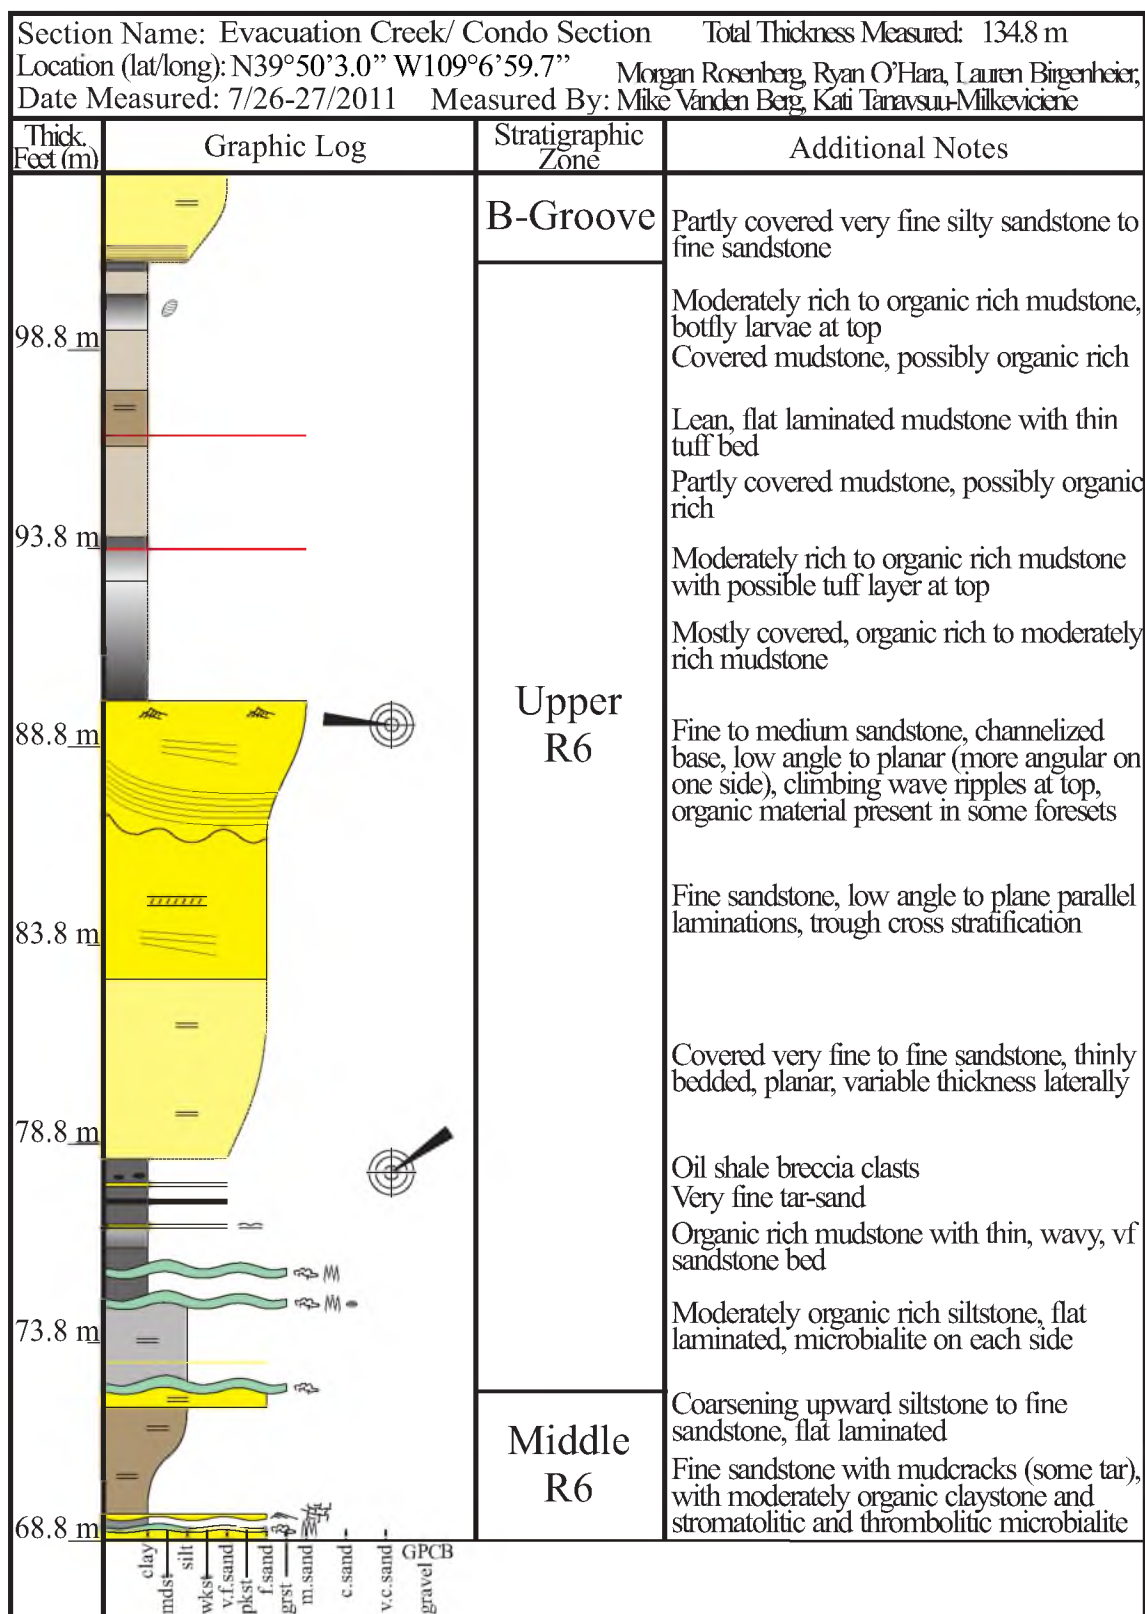 Section Name: Evacuation Creek/ Condo Section Total Thickness Measured: 134.8 m
Location (lat/long): N39°50’3.0” W109°6’59.7” Morgan Rosenberg, Ryan O’Hara, Lauren Birgenheier,
Date Measured: 7/26-27/2011 Measured By: Mike Vanden Berg, Kati Tanavsuu-Milkeviciene
Thick.
Feet (m)
Graphic Log
Stratigraphic
Zone
Additional Notes
B-Groove
Partly covered very fine silty sandstone to
fine sandstone
Moderately rich to organic rich mudstone,
botfly larvae at top
98.8 m
Covered mudstone, possibly organic rich
Lean, flat laminated mudstone with thin
tuff bed
Partly covered mudstone, possibly organic
rich
93.8 m
Moderately rich to organic rich mudstone
with possible tuff layer at top
Mostly covered, organic rich to moderately
rich mudstone
Upper
R6
88.8 m
Fine to medium sandstone, channelized
base, low angle to planar (more angular on
one side), climbing wave ripples at top,
organic material present in some foresets
Fine sandstone, low angle to plane parallel
laminations, trough cross stratification
83.8 m
Covered very fine to fine sandstone, thinly
bedded, planar, variable thickness laterally
78.8 m
Oil shale breccia clasts
Very fine tar-sand
Organic rich mudstone with thin, wavy, vf
sandstone bed
73.8 m
Moderately organic rich siltstone, flat
laminated, microbialite on each side
Middle
R6
Coarsening upward siltstone to fine
sandstone, flat laminated
Fine sandstone with mudcracks (some tar),
with moderately organic claystone and
stromatolitic and thrombolitic microbialite
68.8 m
clay
mdst
silt
wkst
v.f.sand
pkst
f.sand
grst
m.sand
c.sand
v.c.sand
GPCB
gravel